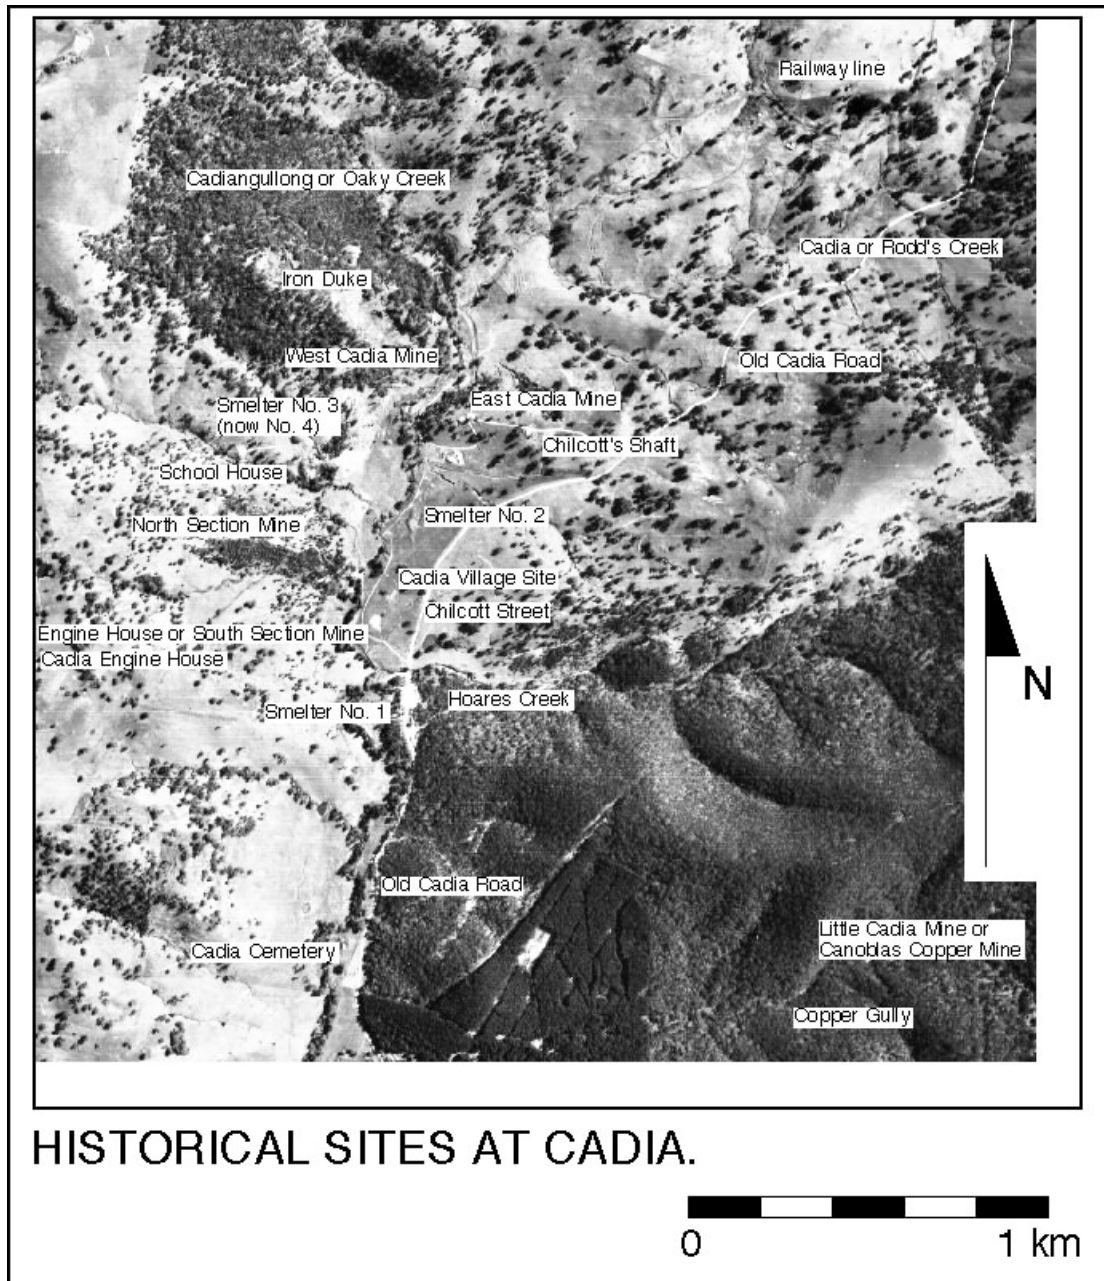 Railway line
Cadiangullong or Oaky Creek
Cadia or Rodd's Creek
Iron Duke
West Cadia Mine
Old Cadia Road
East Cadia Mine
Smelter No. 3
(now No. 4)
Chilcott's Shaft
School House
Smelter No. 2
North Section Mine
Cadia Village Site
Chilcott Street
Engine House or South Section Mine
Cadia Engine House
N
Hoares Creek
Smelter No. 1
Old Cadia Road
Little Cadia Mine or
Canoblas Copper Mine
Cadia Cemetery
Copper Gully
HISTORICAL SITES AT CADIA.
0 1 km